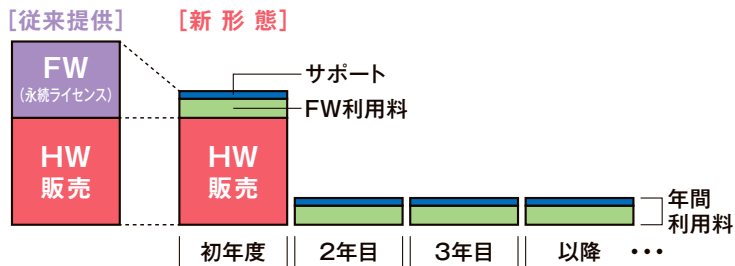 ［従来提供］
［新形態］
FW
（永続ライセンス）
HW
販売
サポート
FW利用料
HW
販売
年間
利用料
初年度
2年目
3年目
以降
•••